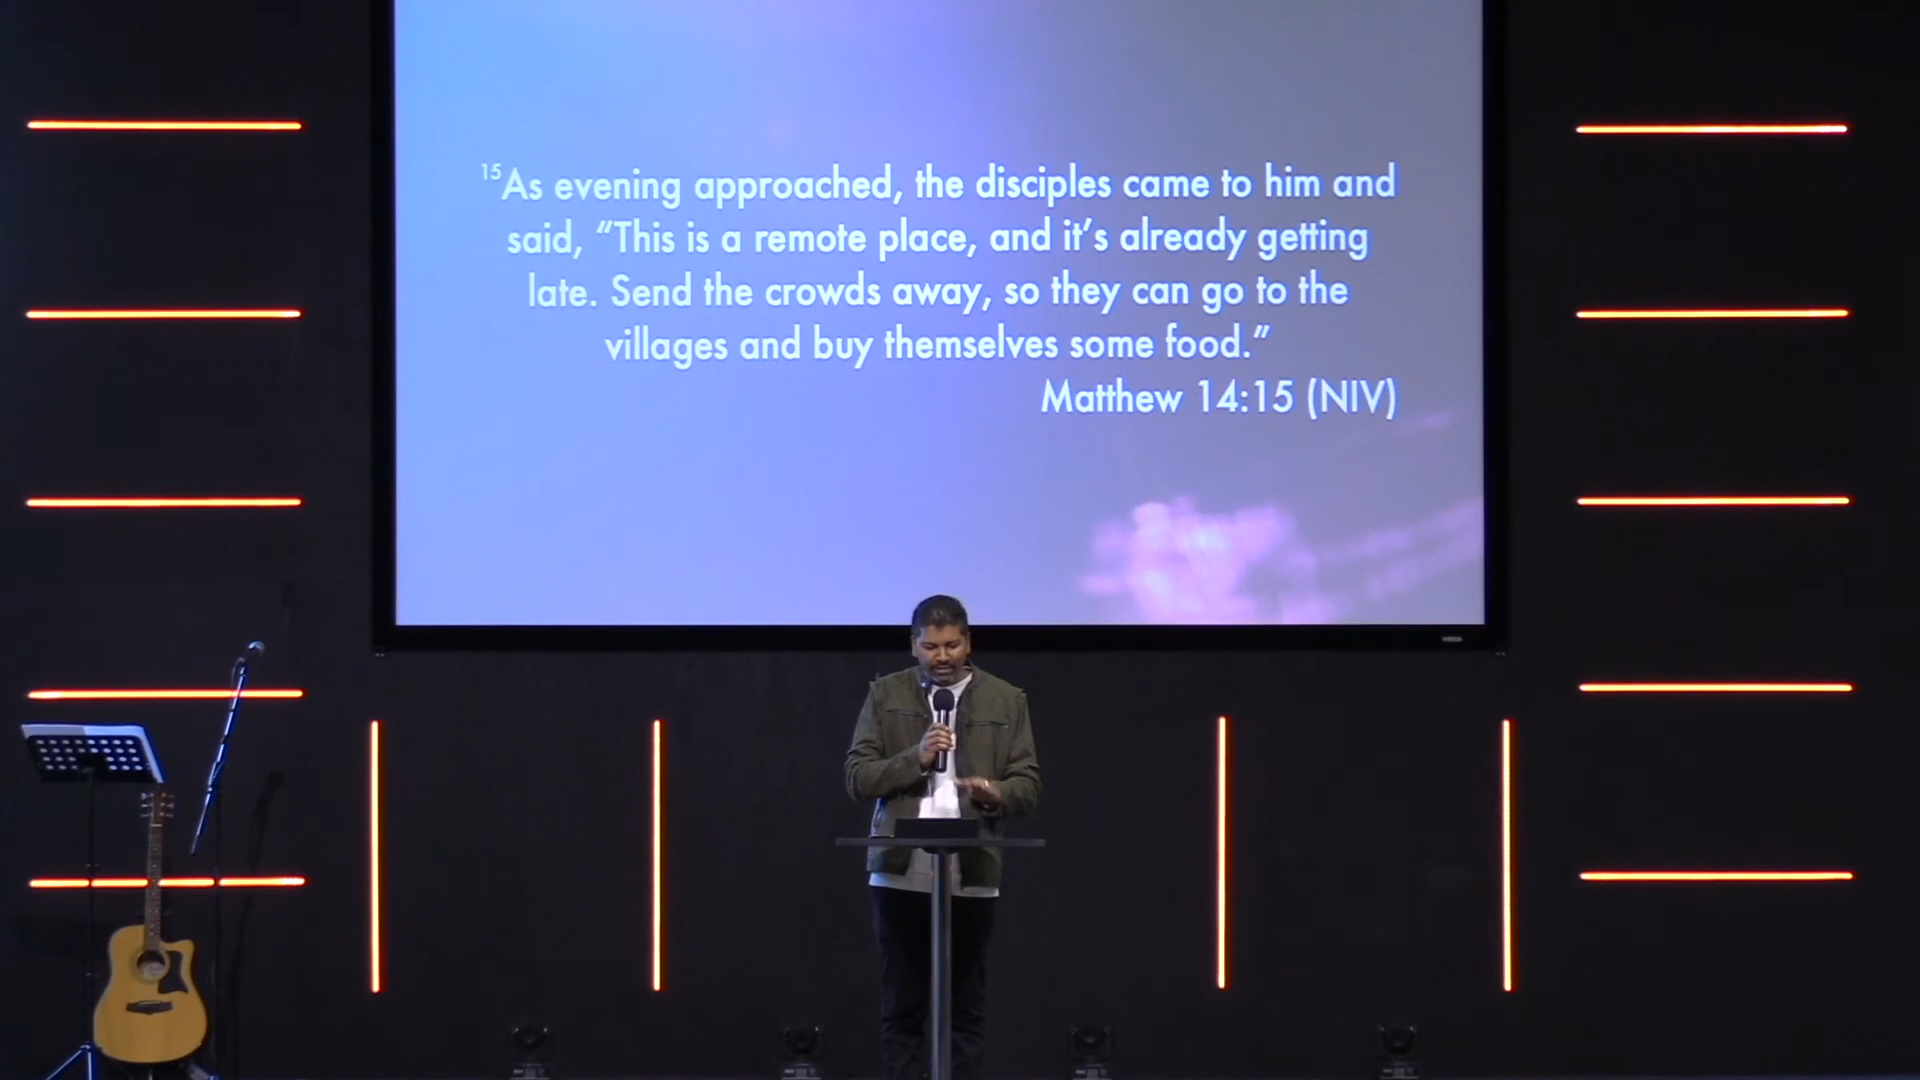 15As evening approached, the disciples came to him and
said, “This is a remote place, and it’s already getting
late. Send the crowds away, so they can go to the
villages and buy themselves some food.”
Matthew 14:15 (NIV)